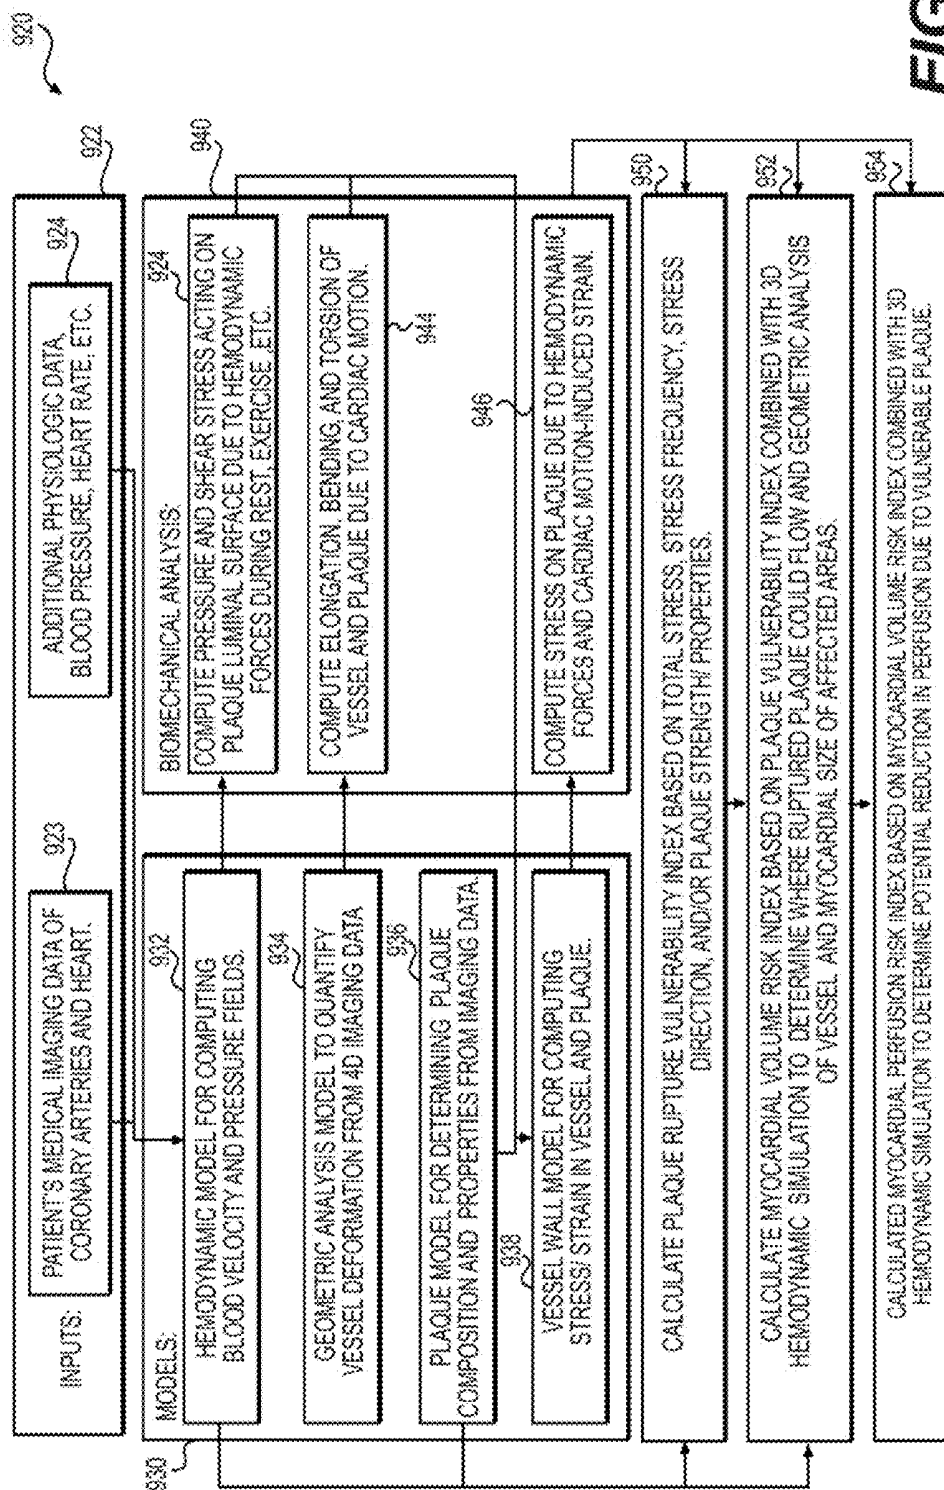 920
922
INPUTS:
923
PATIENT'S MEDICAL IMAGING DATA OF
CORONARY ARTERIES AND HEART.
924
ADDITIONAL PHYSIOLOGIC DATA,
BLOOD PRESSURE, HEART RATE, ETC.
930
MODELS:
932
HEMODYNAMIC MODEL FOR COMPUTING
BLOOD VELOCITY AND PRESSURE FIELDS.
934
GEOMETRIC ANALYSIS MODEL TO QUANTIFY
VESSEL DEFORMATION FROM 4D IMAGING DATA
936
PLAQUE MODEL FOR DETERMINING PLAQUE
COMPOSITION AND PROPERTIES FROM IMAGING DATA.
938
VESSEL WALL MODEL FOR COMPUTING
STRESS/ STRAIN IN VESSEL AND PLAQUE.
940
BIOMECHANICAL ANALYSIS:
924
COMPUTE PRESSURE AND SHEAR STRESS ACTING ON
PLAQUE LUMINAL SURFACE DUE TO HEMODYNAMIC
FORCES DURING REST, EXERCISE, ETC.
COMPUTE ELONGATION, BENDING, AND TORSION OF
VESSEL AND PLAQUE DUE TO CARDIAC MOTION.
944
946
COMPUTE STRESS ON PLAQUE DUE TO HEMODYNAMIC
FORCES AND CARDIAC MOTION-INDUCED STRAIN.
950
CALCULATE PLAQUE RUPTURE VULNERABILITY INDEX BASED ON TOTAL STRESS, STRESS FREQUENCY, STRESS
DIRECTION, AND/OR PLAQUE STRENGTH/ PROPERTIES.
952
CALCULATE MYOCARDIAL VOLUME RISK INDEX BASED ON PLAQUE VULNERABILITY INDEX COMBINED WITH 3D
HEMODYNAMIC SIMULATION TO DETERMINE WHERE RUPTURED PLAQUE COULD FLOW AND GEOMETRIC ANALYSIS
OF VESSEL AND MYOCARDIAL SIZE OF AFFECTED AREAS.
954
CALCULATED MYOCARDIAL PERFUSION RISK INDEX BASED ON MYOCARDIAL VOLUME RISK INDEX COMBINED WITH 3D
HEMODYNAMIC SIMULATION TO DETERMINE POTENTIAL REDUCTION IN PERFUSION DUE TO VULNERABLE PLAQUE.
FIG